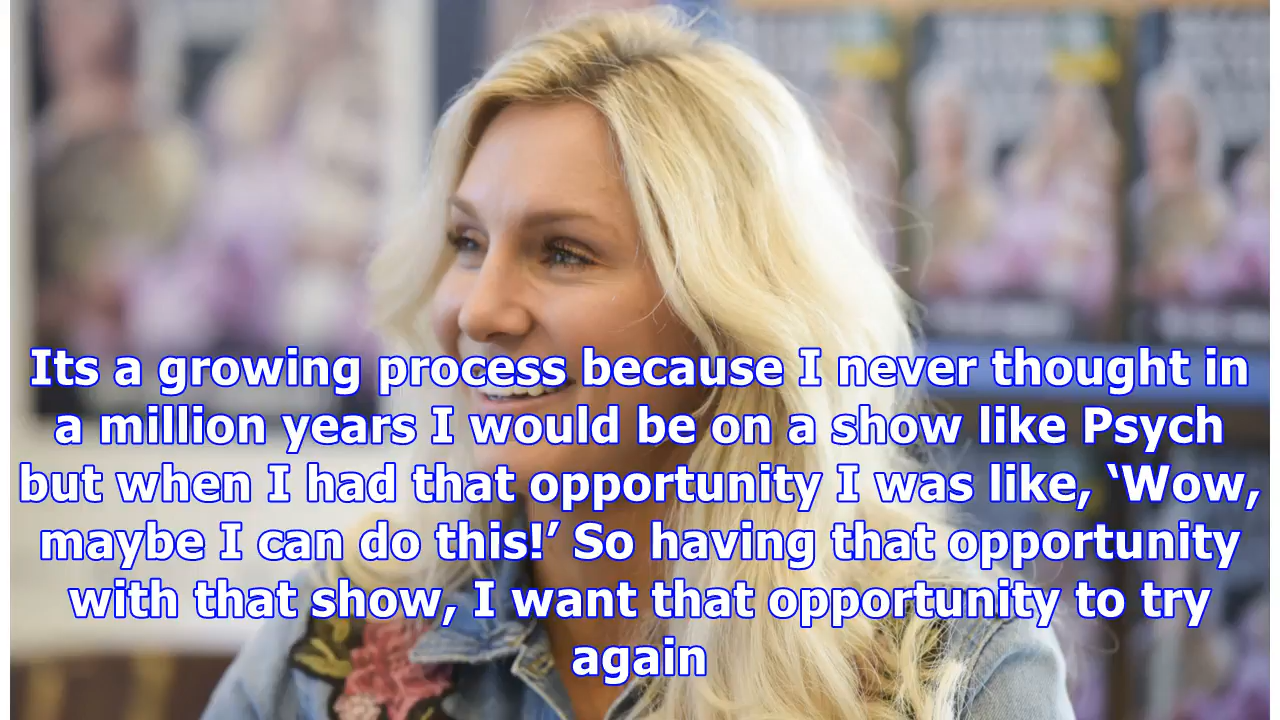 Its a growing process because I never thought in
a million years I would be on a show like Psych
but when I had that opportunity I was like, ‘Wow,
maybe I can do this!’ So having that opportunity
with that show, I want that opportunity to try
again